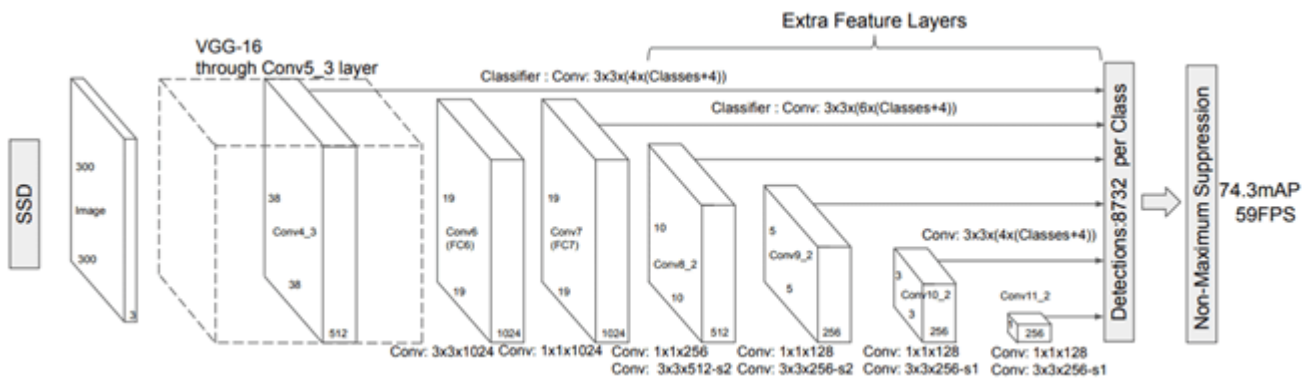 Extra Feature Layers
VGG-16
through Conv5_3 layer
Classifier : Conv: 3x3x(4x(Classes+4))
Classifier : Conv: 3x3x(6x(Classes+4))
SSD
300
Image
300
3
38
Conv4_3
38
512
19
Conv6
(FC6)
19
1024
19
Conv7
(FC7)
19
1024
10
Conv8_2
10
512
5
Conv9_2
5
256
Conv: 3x3x(4x(Classes+4))
3
Conv10_2
3
256
Conv11_2
256
Detections:8732 per Class
Non-Maximum Suppression
74.3mAP
59FPS
Conv: 3x3x1024
Conv: 1x1x1024
Conv: 1x1x256
Conv: 3x3x512-s2
Conv: 1x1x128
Conv: 3x3x256-s2
Conv: 1x1x128
Conv: 3x3x256-s1
Conv: 1x1x128
Conv: 3x3x256-s1